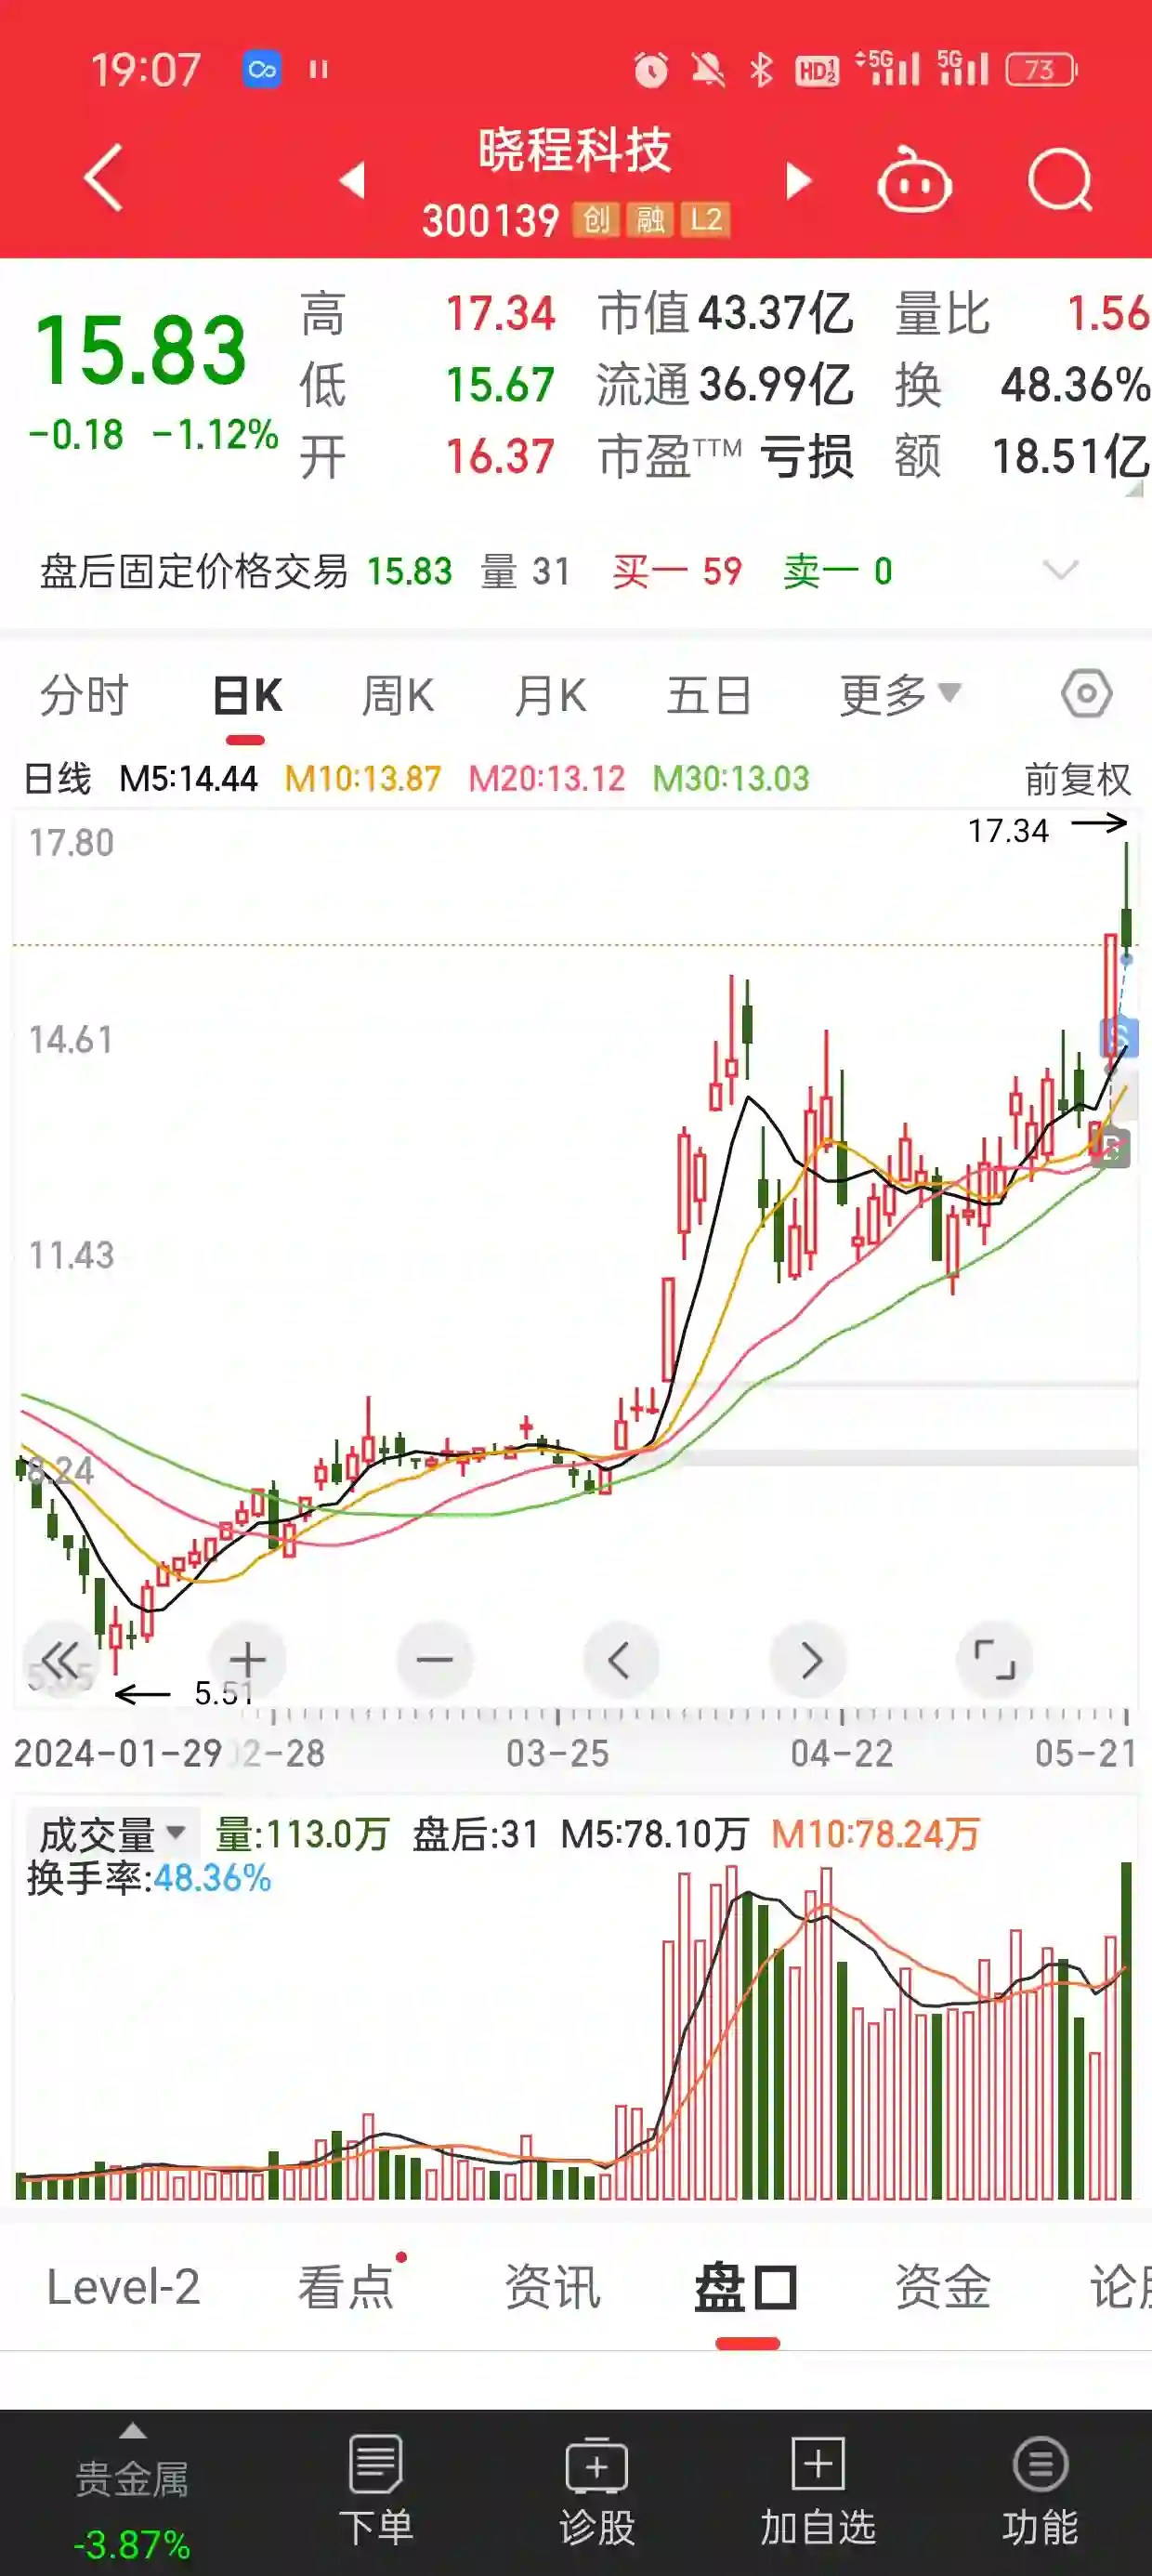 19:07 HD 1 2 5G 5G 73
晓程科技
300139 创 融 L2
15.83
-0.18 -1.12%
高 17.34 市值 43.37亿 量比 1.56
低 15.67 流通 36.99亿 换 48.36%
开 16.37 市盈TTM 亏损 额 18.51亿
盘后固定价格交易 15.83 量 31 买一 59 卖一 0
分时 日K 周K 月K 五日 更多
日线 M5:14.44 M10:13.87 M20:13.12 M30:13.03 前复权
17.80
17.34
14.61
S
B
11.43
8.24
5.51
2024-01-29 02-28 03-25 04-22 05-21
成交量 量:113.0万 盘后:31 M5:78.10万 M10:78.24万
换手率:48.36%
Level-2 看点 资讯 盘口 资金 论
贵金属 下单 诊股 加自选 功能
-3.87%